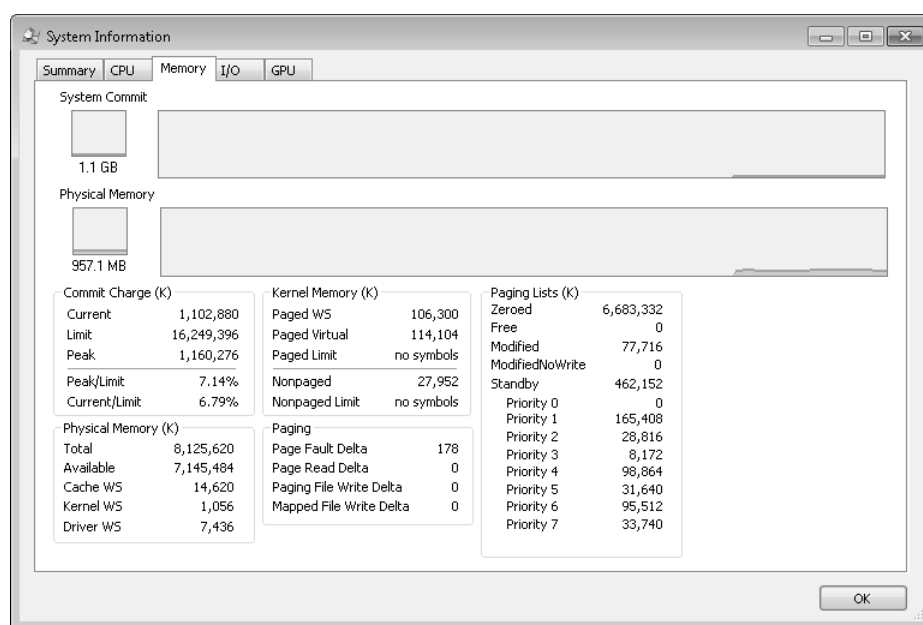 System Information
Summary CPU Memory I/O GPU
System Commit
1.1 GB
Physical Memory
957.1 MB
Commit Charge (K)
Current 1,102,880
Limit 16,249,396
Peak 1,160,276
Peak/Limit 7.14%
Current/Limit 6.79%
Physical Memory (K)
Total 8,125,620
Available 7,145,484
Cache WS 14,620
Kernel WS 1,056
Driver WS 7,436
Kernel Memory (K)
Paged WS 106,300
Paged Virtual 114,104
Paged Limit no symbols
Nonpaged 27,952
Nonpaged Limit no symbols
Paging
Page Fault Delta 178
Page Read Delta 0
Paging File Write Delta 0
Mapped File Write Delta 0
Paging Lists (K)
Zeroed 6,683,332
Free 0
Modified 77,716
ModifiedNoWrite 0
Standby 462,152
Priority 0 0
Priority 1 165,408
Priority 2 28,816
Priority 3 8,172
Priority 4 98,864
Priority 5 31,640
Priority 6 95,512
Priority 7 33,740
OK